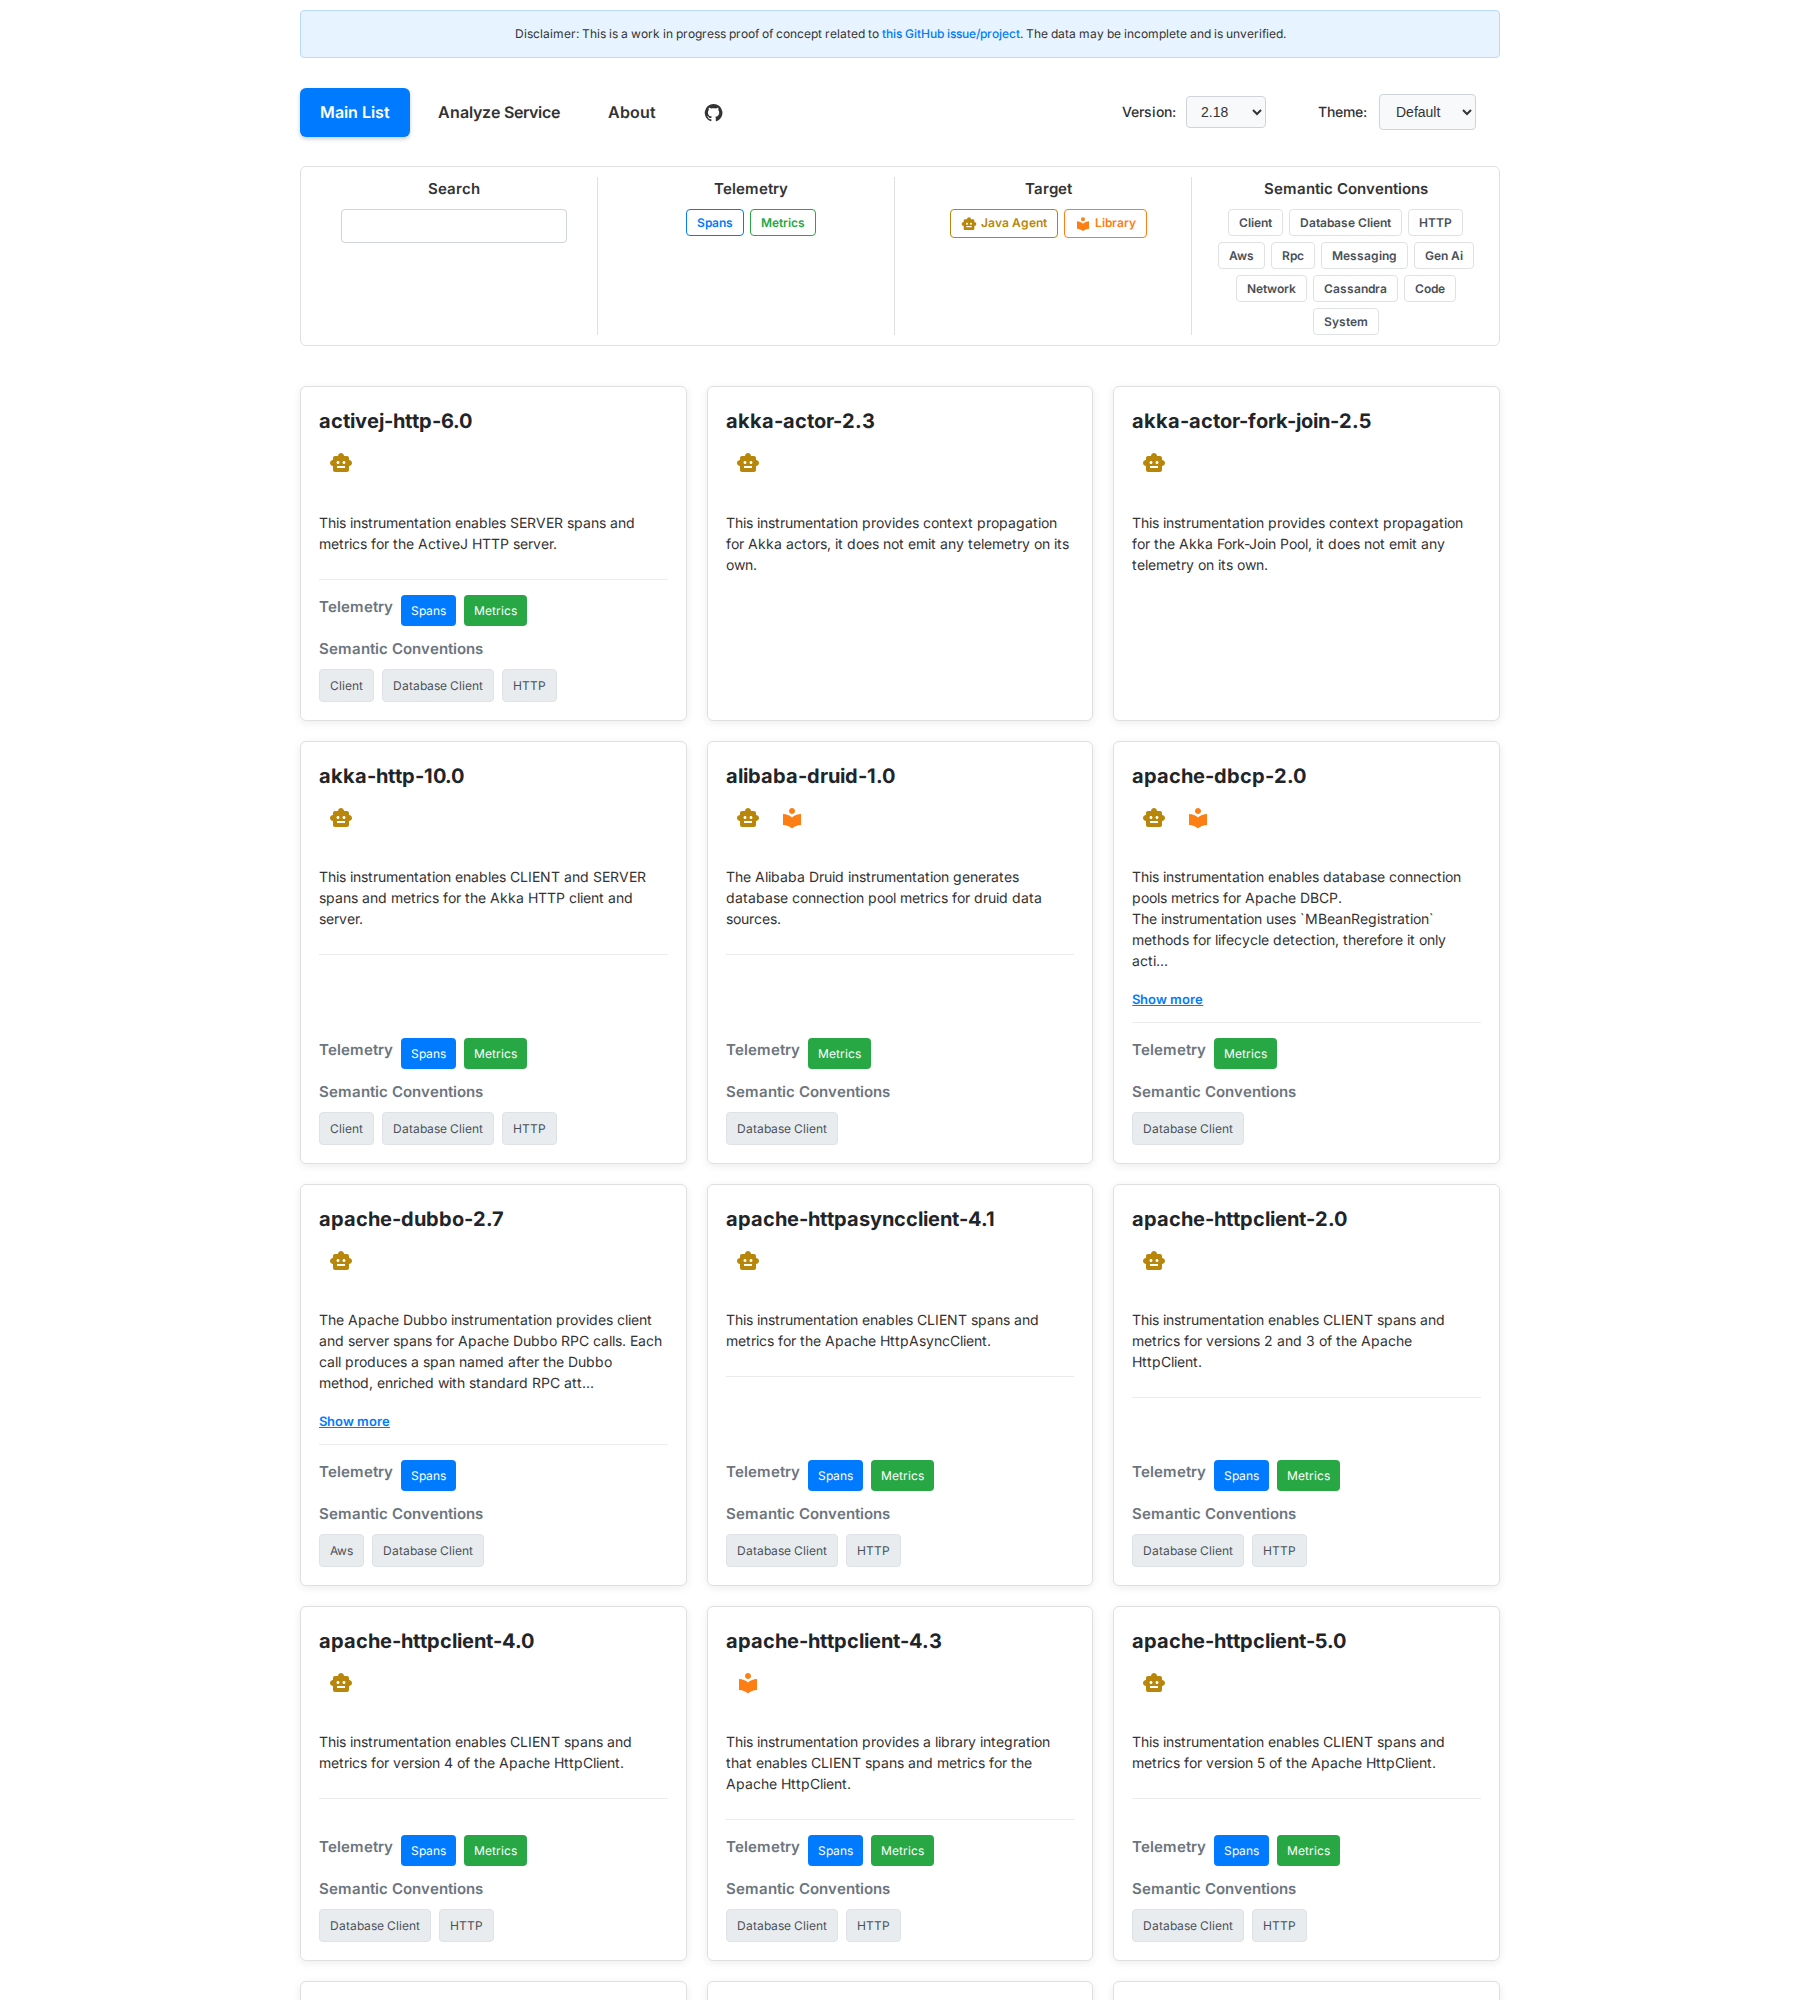 Disclaimer: This is a work in progress proof of concept related to this GitHub issue/project. The data may be incomplete and is unverified.
Main List
Analyze Service
About
Version: 2.18
Theme: Default
Search
Telemetry
Spans Metrics
Target
Java Agent Library
Semantic Conventions
Client Database Client HTTP
Aws Rpc Messaging Gen Ai
Network Cassandra Code
System
activej-http-6.0
This instrumentation enables SERVER spans and
metrics for the ActiveJ HTTP server.
Telemetry Spans Metrics
Semantic Conventions
Client Database Client HTTP
akka-actor-2.3
This instrumentation provides context propagation
for Akka actors, it does not emit any telemetry on its
own.
akka-actor-fork-join-2.5
This instrumentation provides context propagation
for the Akka Fork-Join Pool, it does not emit any
telemetry on its own.
akka-http-10.0
This instrumentation enables CLIENT and SERVER
spans and metrics for the Akka HTTP client and
server.
Telemetry Spans Metrics
Semantic Conventions
Client Database Client HTTP
alibaba-druid-1.0
The Alibaba Druid instrumentation generates
database connection pool metrics for druid data
sources.
Telemetry Metrics
Semantic Conventions
Database Client
apache-dbcp-2.0
This instrumentation enables database connection
pools metrics for Apache DBCP.
The instrumentation uses `MBeanRegistration`
methods for lifecycle detection, therefore it only
acti...
Show more
Telemetry Metrics
Semantic Conventions
Database Client
apache-dubbo-2.7
The Apache Dubbo instrumentation provides client
and server spans for Apache Dubbo RPC calls. Each
call produces a span named after the Dubbo
method, enriched with standard RPC att...
Show more
Telemetry Spans
Semantic Conventions
Aws Database Client
apache-httpasyncclient-4.1
This instrumentation enables CLIENT spans and
metrics for the Apache HttpAsyncClient.
Telemetry Spans Metrics
Semantic Conventions
Database Client HTTP
apache-httpclient-2.0
This instrumentation enables CLIENT spans and
metrics for versions 2 and 3 of the Apache
HttpClient.
Telemetry Spans Metrics
Semantic Conventions
Database Client HTTP
apache-httpclient-4.0
This instrumentation enables CLIENT spans and
metrics for version 4 of the Apache HttpClient.
Telemetry Spans Metrics
Semantic Conventions
Database Client HTTP
apache-httpclient-4.3
This instrumentation provides a library integration
that enables CLIENT spans and metrics for the
Apache HttpClient.
Telemetry Spans Metrics
Semantic Conventions
Database Client HTTP
apache-httpclient-5.0
This instrumentation enables CLIENT spans and
metrics for version 5 of the Apache HttpClient.
Telemetry Spans Metrics
Semantic Conventions
Database Client HTTP